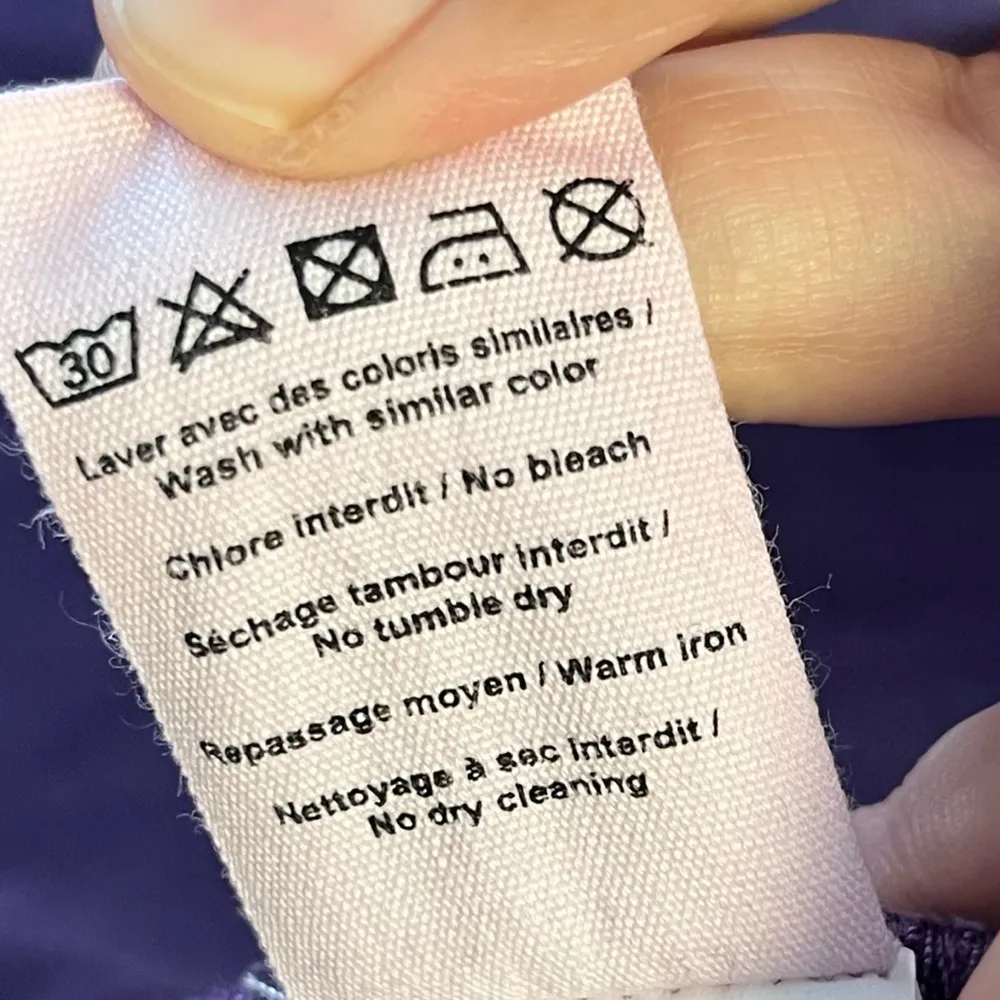 30
Laver avec des coloris similaires /
Wash with similar color
Chlore interdit / No bleach
Séchage tambour interdit /
No tumble dry
Repassage moyen / Warm iron
Nettoyage à sec interdit /
No dry cleaning